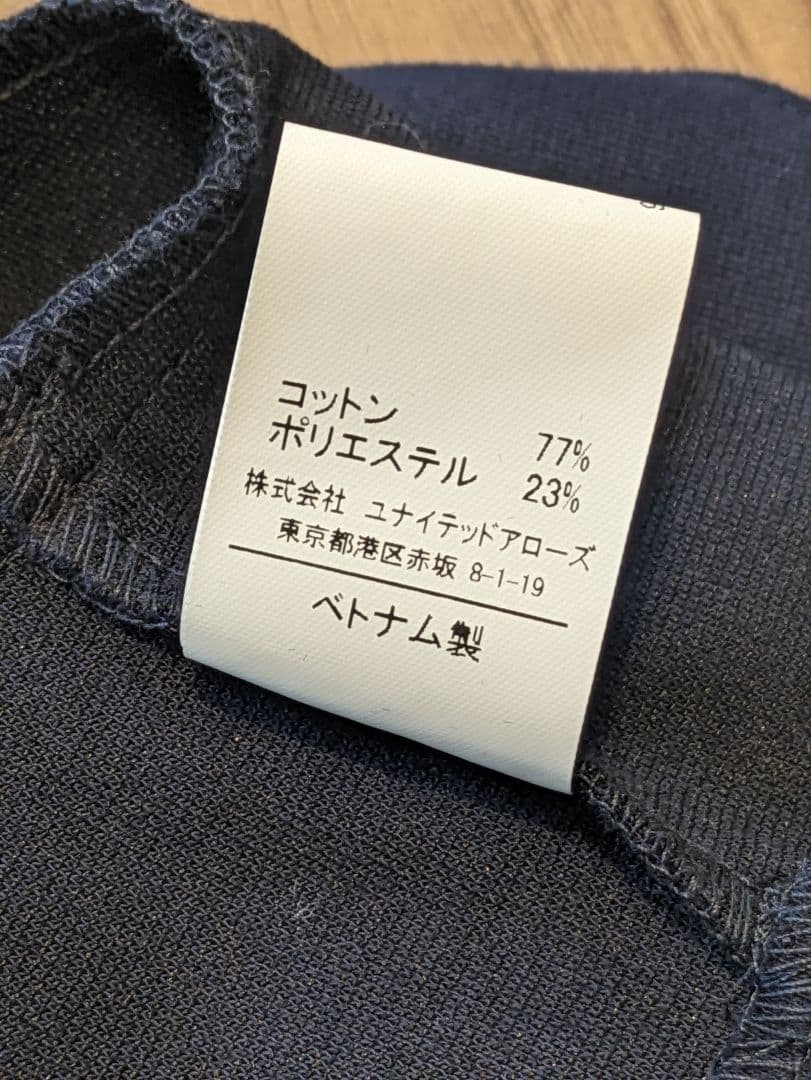 コットン 77%
ポリエステル 23%
株式会社 ユナイテッドアローズ
東京都港区赤坂 8-1-19
ベトナム製